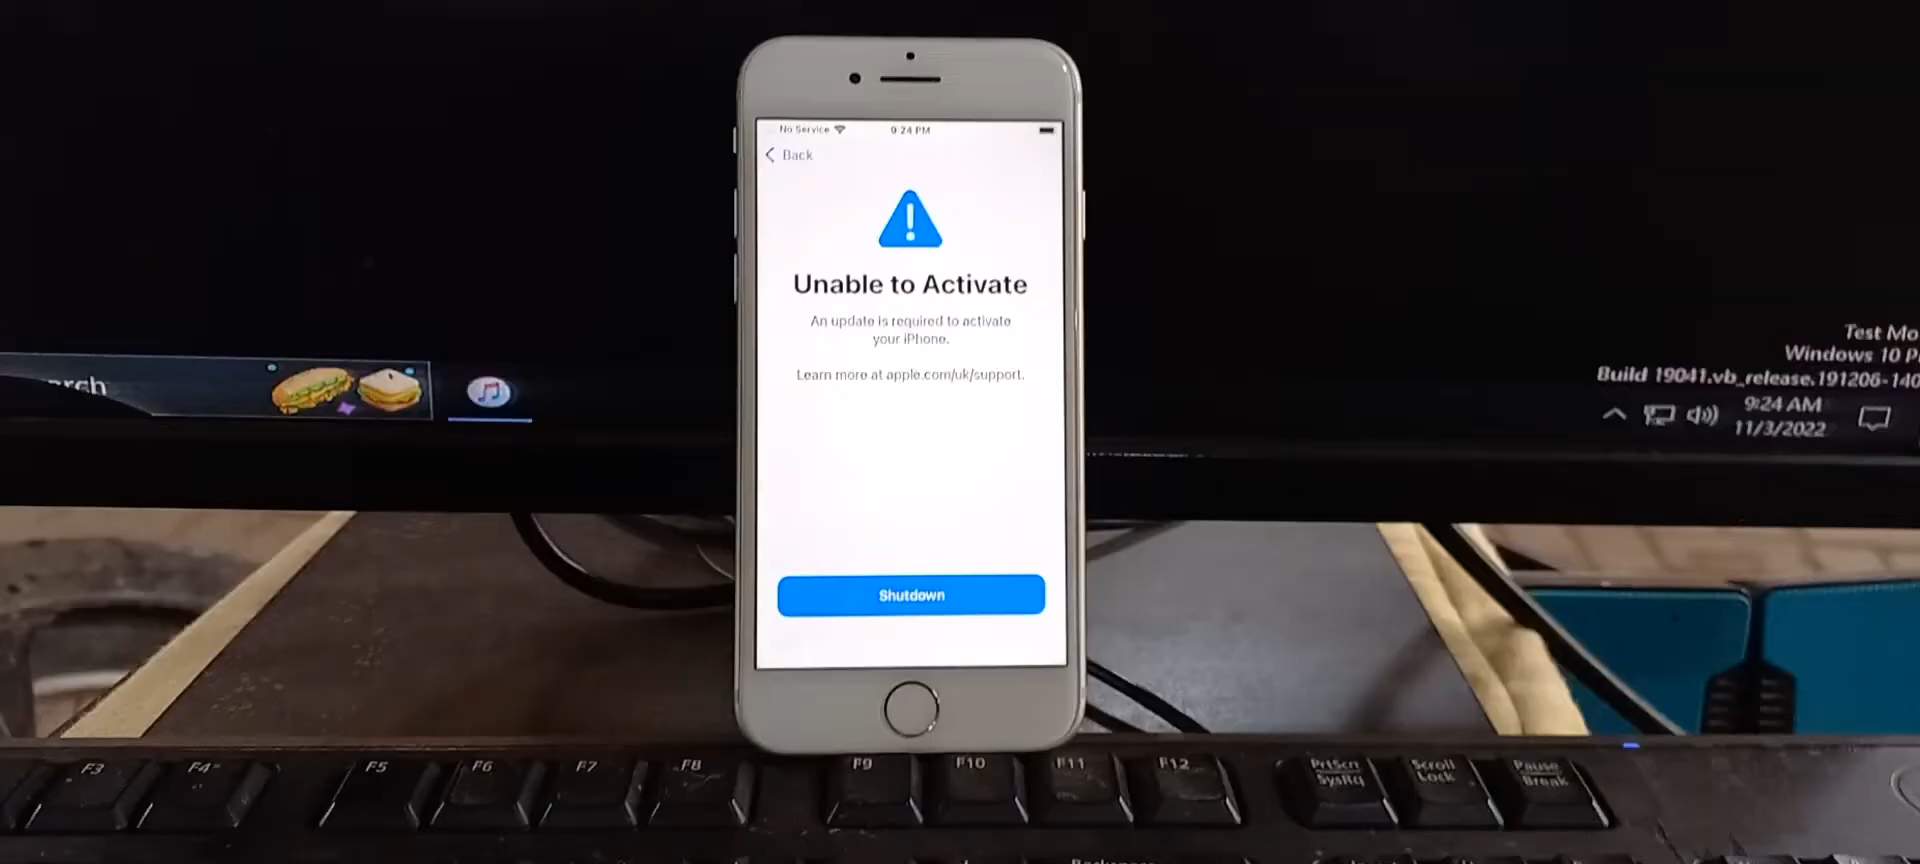 No Service
9:24 PM
Back
Unable to Activate
An update is required to activate
your iPhone.
Learn more at apple.com/uk/support.
Shutdown
Test Mo
Windows 10 P
Build 19041.vb_release.191206-140
9:24 AM
11/3/2022
arch
F3
F4
F5
F6
F7
F8
F9
F10
F11
F12
PrtScn
SysRq
Scroll
Lock
Pause
Break